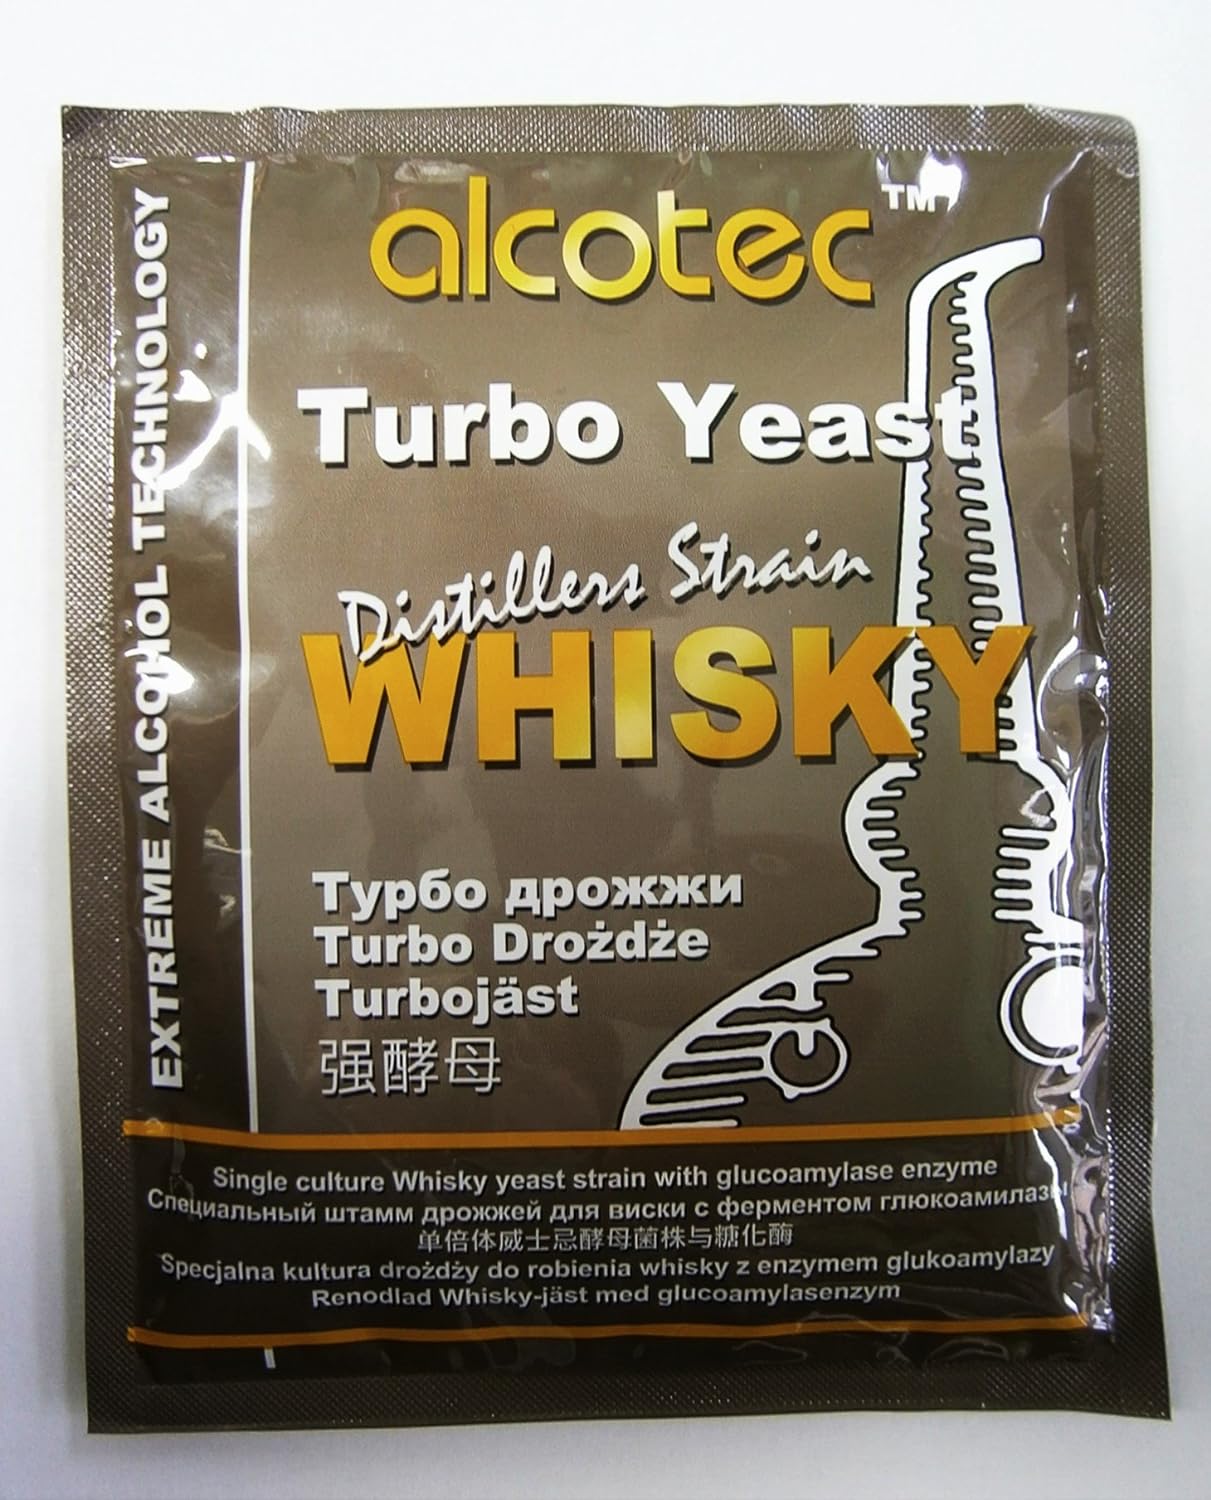 alcotec™
EXTREME ALCOHOL TECHNOLOGY
Turbo Yeast
Distillers Strain
WHISKY
Турбо дрожжи
Turbo Drożdże
Turbojäst
强酵母
Single culture Whisky yeast strain with glucoamylase enzyme
Специальный штамм дрожжей для виски с ферментом глюкоамилазы
单倍体威士忌酵母菌株与糖化酶
Specjalna kultura drożdży do robienia whisky z enzymem glukoamylazy
Renodlad Whisky-jäst med glucoamylasenzym